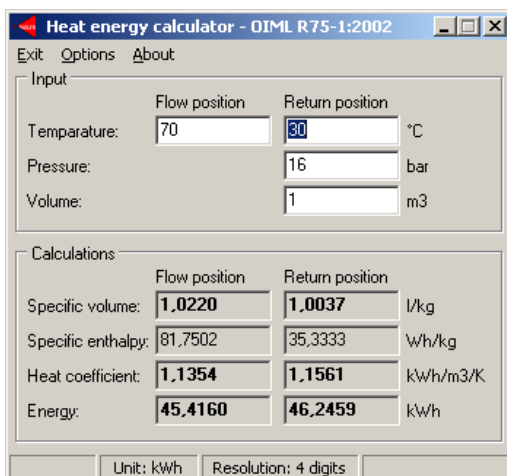 Heat energy calculator - OIML R75-1:2002
Exit Options About
Input
Flow position Return position
Temparature: 70 30 °C
Pressure: 16 bar
Volume: 1 m3
Calculations
Flow position Return position
Specific volume: 1,0220 1,0037 l/kg
Specific enthalpy: 81,7502 35,3333 Wh/kg
Heat coefficient: 1,1354 1,1561 kWh/m3/K
Energy: 45,4160 46,2459 kWh
Unit: kWh Resolution: 4 digits